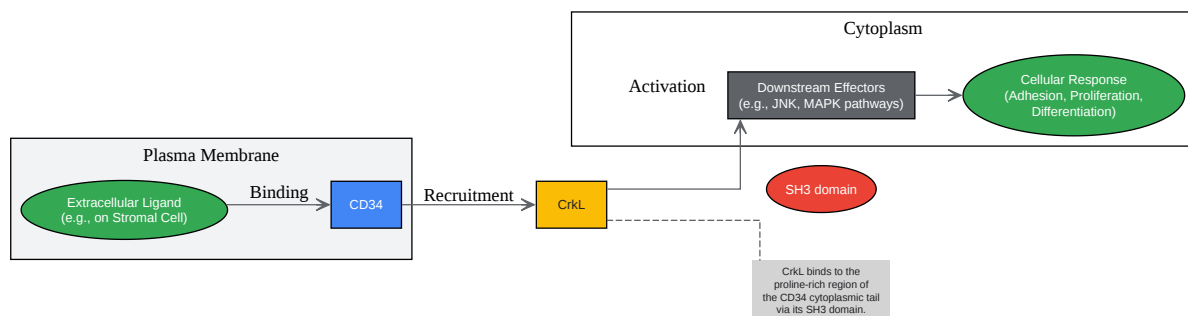 Cytoplasm
Activation
Downstream Effectors
(e.g., JNK, MAPK pathways)
Cellular Response
(Adhesion, Proliferation,
Differentiation)
Plasma Membrane
Extracellular Ligand
(e.g., on Stromal Cell)
Binding
CD34
Recruitment
CrkL
SH3 domain
CrkL binds to the
proline-rich region of
the CD34 cytoplasmic tail
via its SH3 domain.